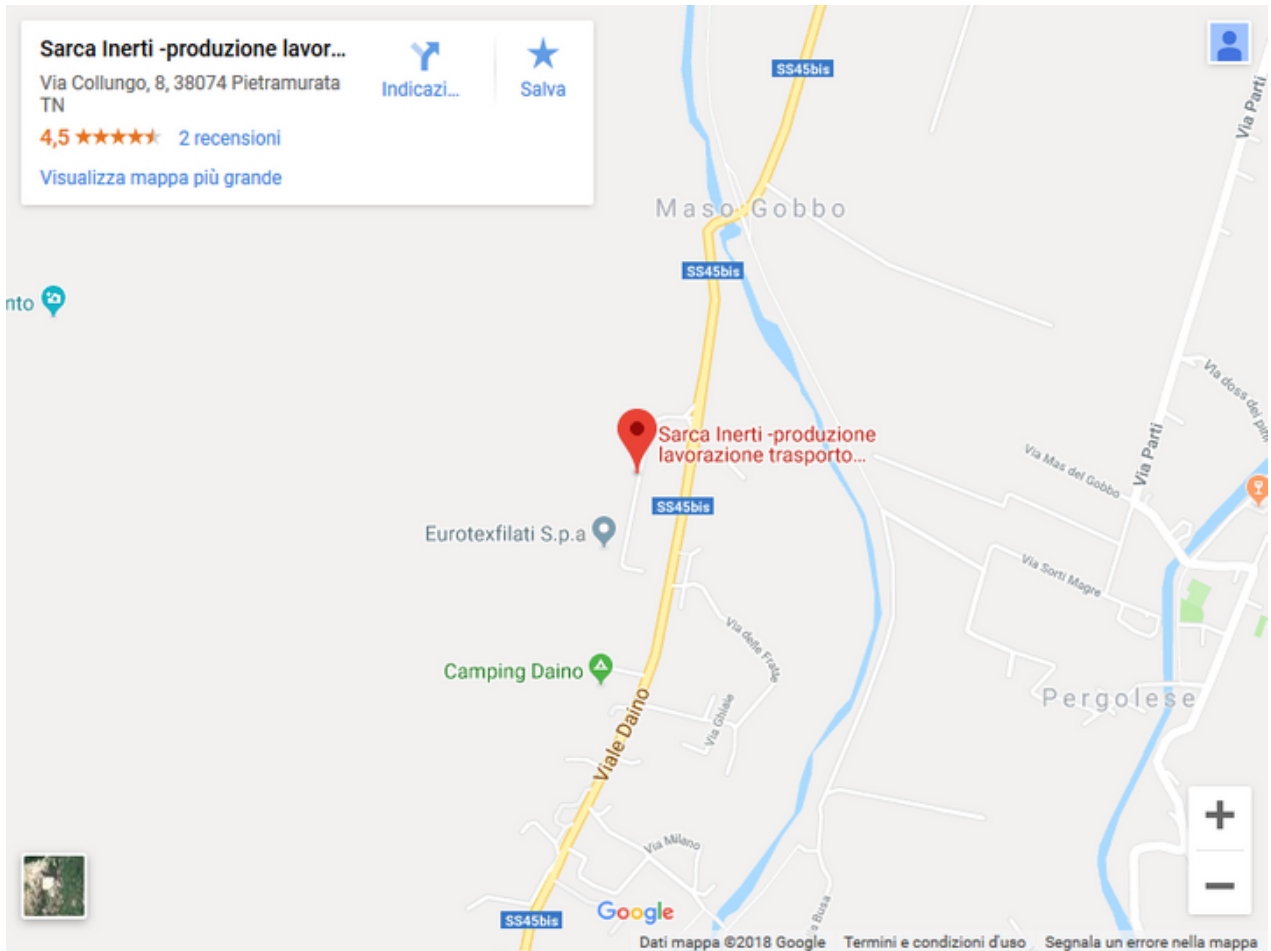 Sarca Inerti -produzione lavor...
Via Collungo, 8, 38074 Pietramurata
TN
4,5
2 recensioni
Visualizza mappa più grande
Indicazi...
Salva
SS45bis
Via Parti
Maso Gobbo
SS45bis
nto
Via doss dei
Sarca Inerti -produzione
lavorazione trasporto...
Via Mas del Gobbo
Via Parti
SS45bis
Eurotexfilati S.p.a
Via Sorti Magre
Via delle Fratte
Camping Daino
Via Ghiaie
Pergolese
Viale Daino
Via Milano
Busa
SS45bis
Google
Dati mappa ©2018 Google
Termini e condizioni d'uso
Segnala un errore nella mappa